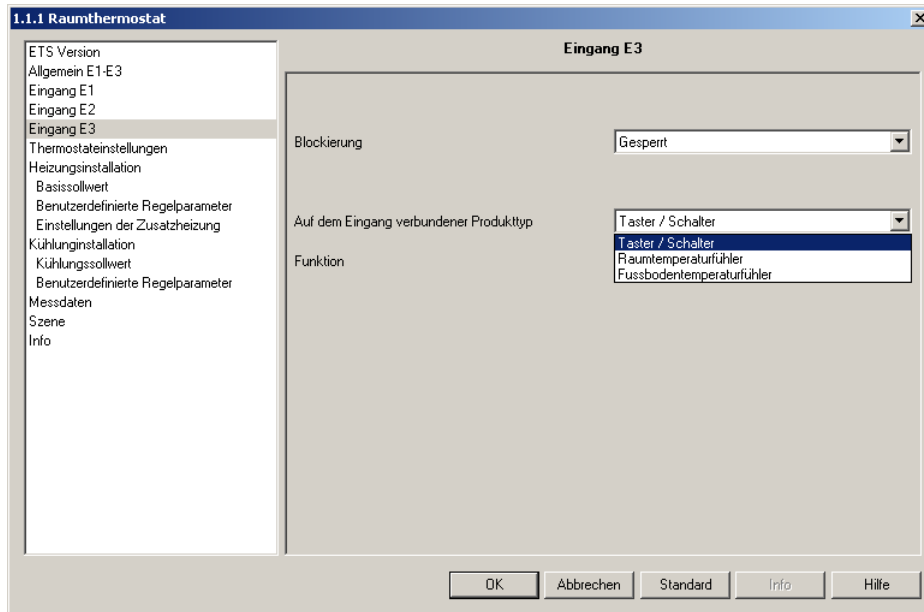 1.1.1 Raumthermostat
ETS Version
Allgemein E1-E3
Eingang E1
Eingang E2
Eingang E3
Thermostateinstellungen
Heizungsinstallation
Basissollwert
Benutzerdefinierte Regelparameter
Einstellungen der Zusatzheizung
Kühlunginstallation
Kühlungssollwert
Benutzerdefinierte Regelparameter
Messdaten
Szene
Info
Eingang E3
Blockierung
Gesperrt
Auf dem Eingang verbundener Produkttyp
Taster / Schalter
Taster / Schalter
Raumtemperaturfühler
Fussbodentemperaturfühler
Funktion
OK
Abbrechen
Standard
Info
Hilfe